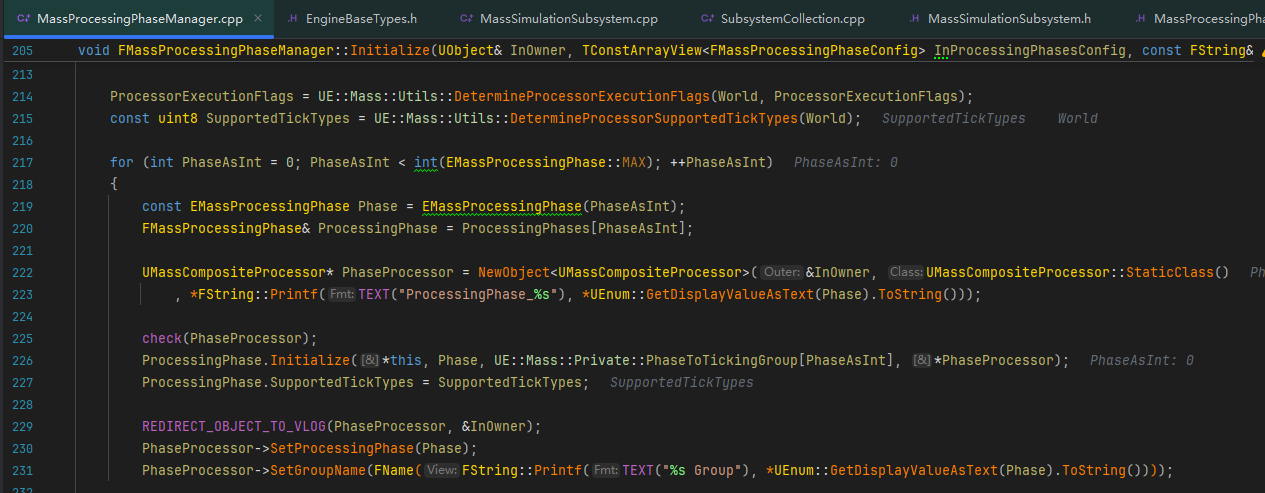 C++ MassProcessingPhaseManager.cpp × .H EngineBaseTypes.h C++ MassSimulationSubsystem.cpp C++ SubsystemCollection.cpp .H MassSimulationSubsystem.h .H MassProcessingPha
205 void FMassProcessingPhaseManager::Initialize(UObject& InOwner, TConstArrayView<FMassProcessingPhaseConfig> InProcessingPhasesConfig, const FString&
213
214 ProcessorExecutionFlags = UE::Mass::Utils::DetermineProcessorExecutionFlags(World, ProcessorExecutionFlags);
215 const uint8 SupportedTickTypes = UE::Mass::Utils::DetermineProcessorSupportedTickTypes(World); SupportedTickTypes World
216
217 for (int PhaseAsInt = 0; PhaseAsInt < int(EMassProcessingPhase::MAX); ++PhaseAsInt) PhaseAsInt: 0
218 {
219 const EMassProcessingPhase Phase = EMassProcessingPhase(PhaseAsInt);
220 FMassProcessingPhase& ProcessingPhase = ProcessingPhases[PhaseAsInt];
221
222 UMassCompositeProcessor* PhaseProcessor = NewObject<UMassCompositeProcessor>(Outer: &InOwner, Class: UMassCompositeProcessor::StaticClass() Ph
223 , *FString::Printf(Fmt: TEXT("ProcessingPhase_%s"), *UEnum::GetDisplayValueAsText(Phase).ToString()));
224
225 check(PhaseProcessor);
226 ProcessingPhase.Initialize([&] *this, Phase, UE::Mass::Private::PhaseToTickingGroup[PhaseAsInt], [&] *PhaseProcessor); PhaseAsInt: 0
227 ProcessingPhase.SupportedTickTypes = SupportedTickTypes; SupportedTickTypes
228
229 REDIRECT_OBJECT_TO_VLOG(PhaseProcessor, &InOwner);
230 PhaseProcessor->SetProcessingPhase(Phase);
231 PhaseProcessor->SetGroupName(FName(View: FString::Printf(Fmt: TEXT("%s Group"), *UEnum::GetDisplayValueAsText(Phase).ToString())));
232